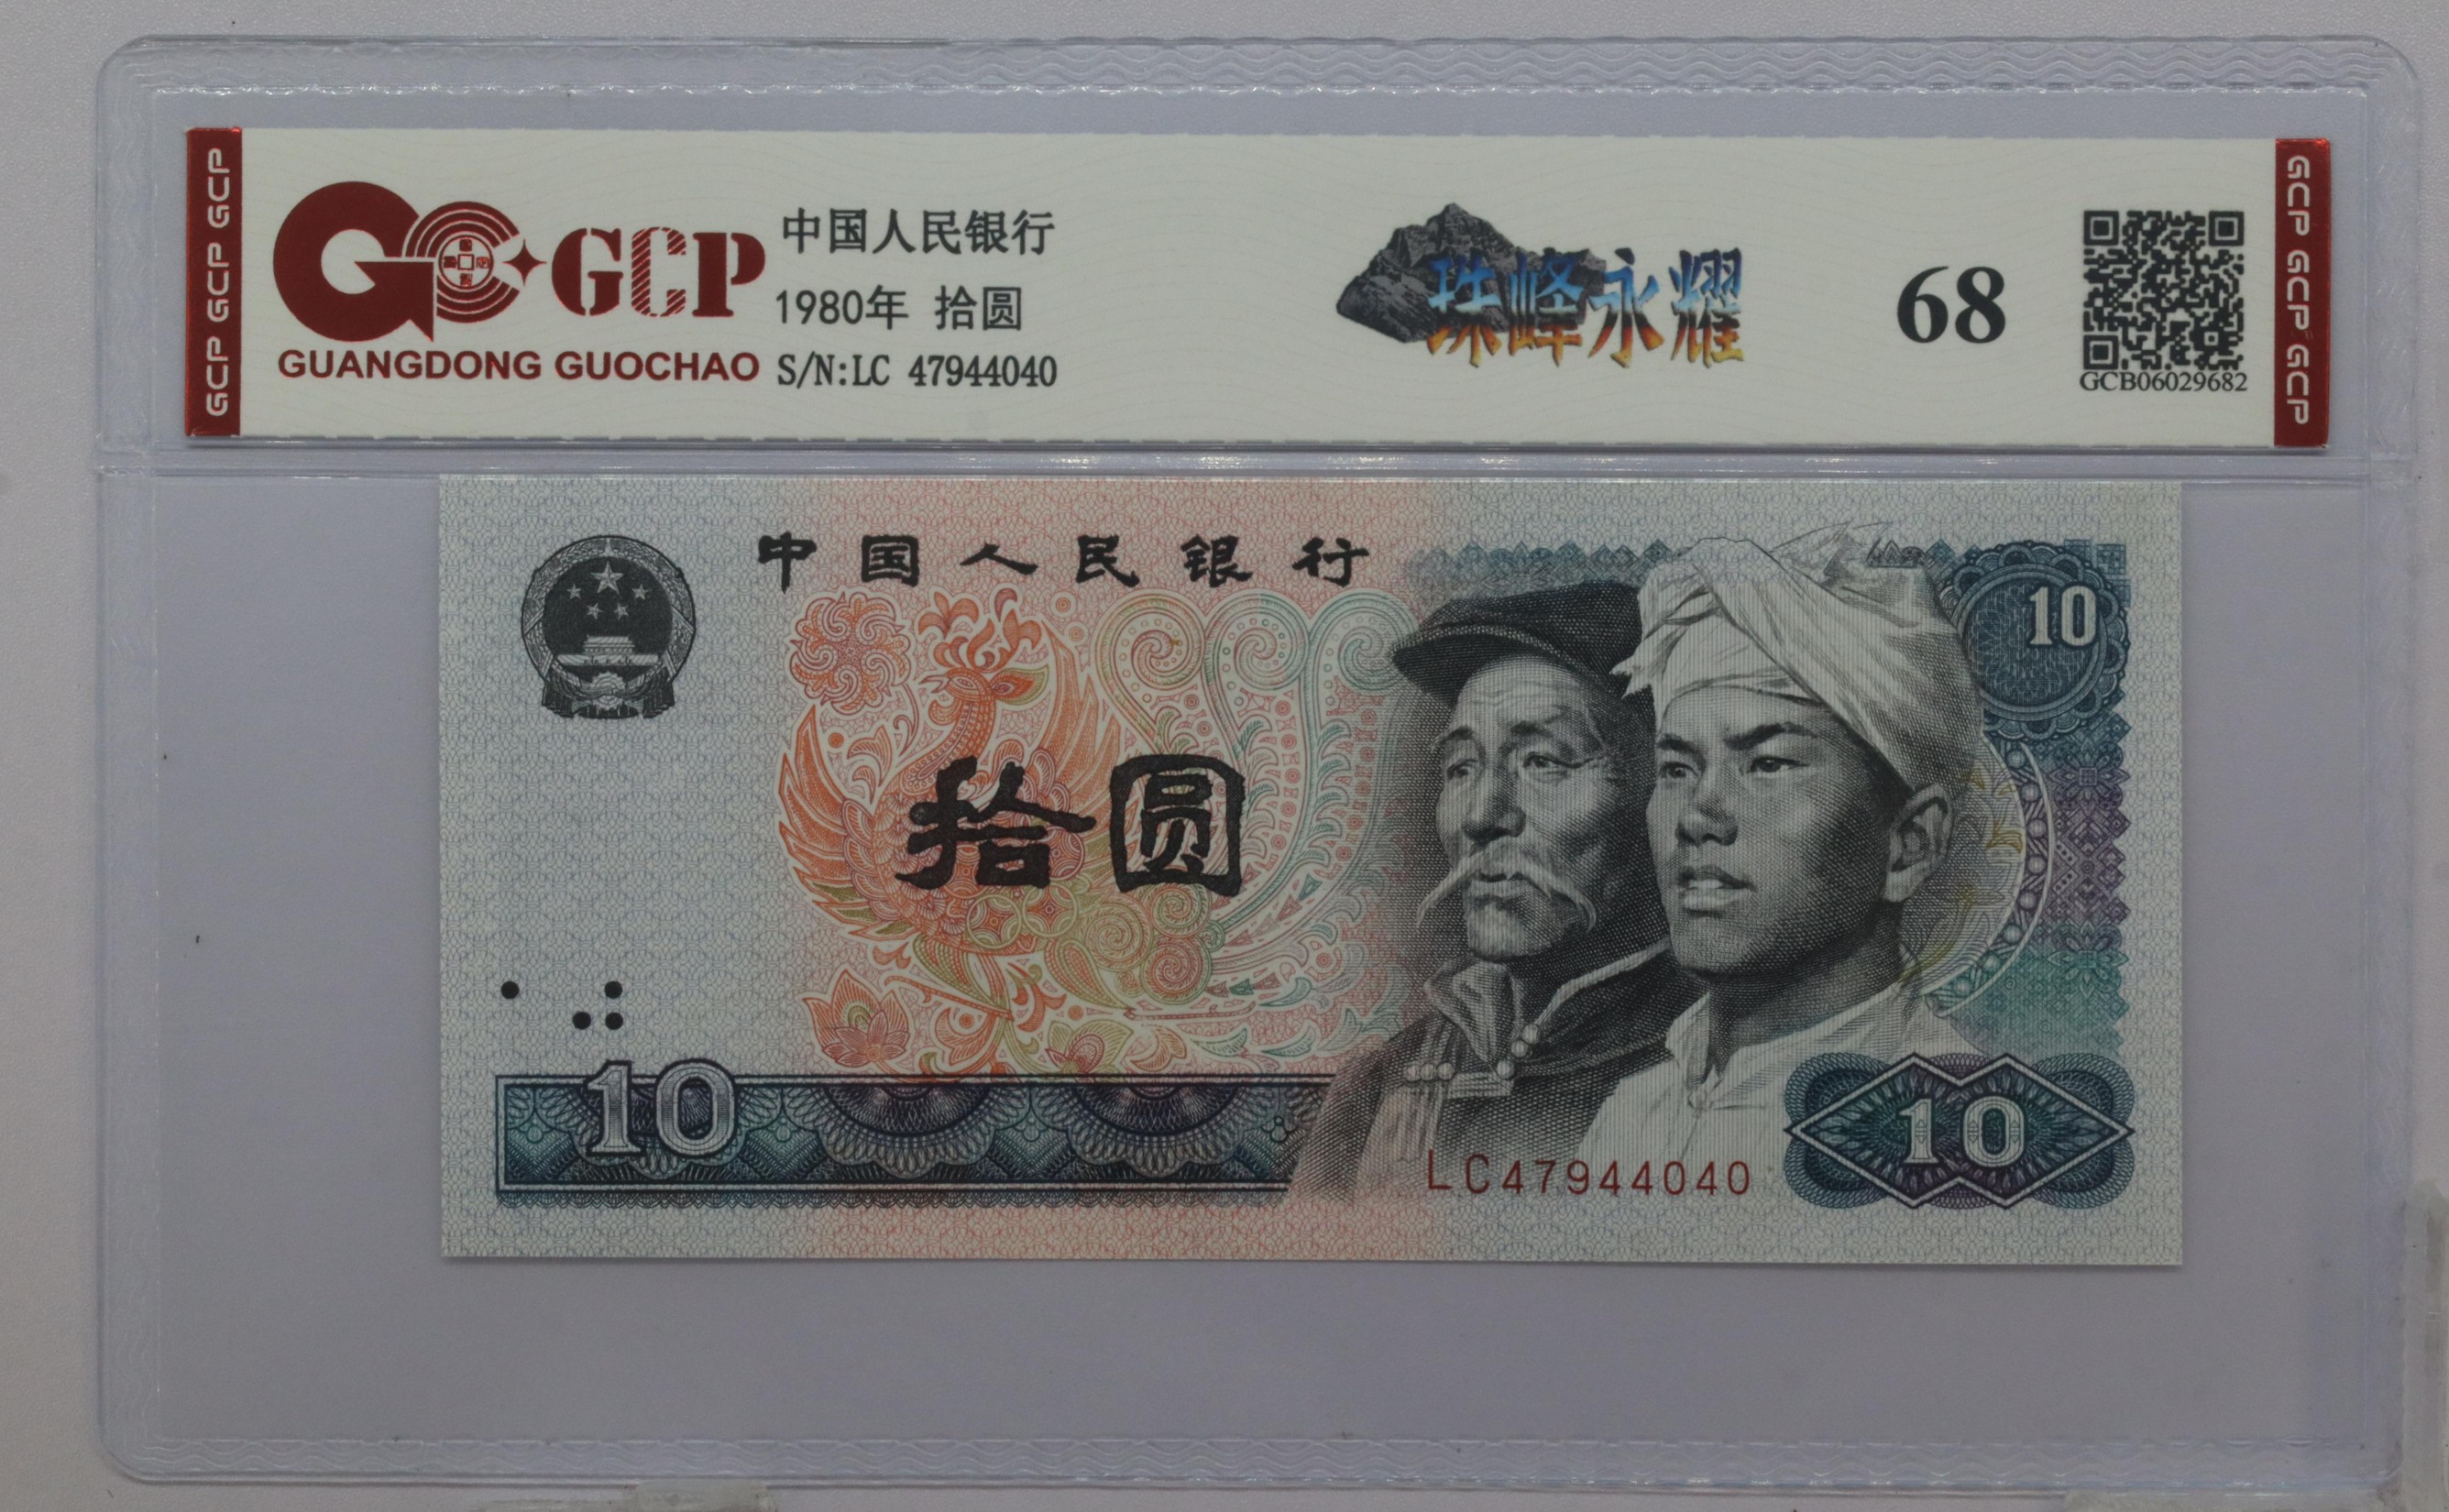 GCP GCP GCP
GCP
GUANGDONG GUOCHAO
中国人民银行
1980年 拾圆
S/N:LC 47944040
珠峰永耀
68
GCB06029682
GCP GCP GCP
中国人民银行
10
拾圆
10
LC47944040
10